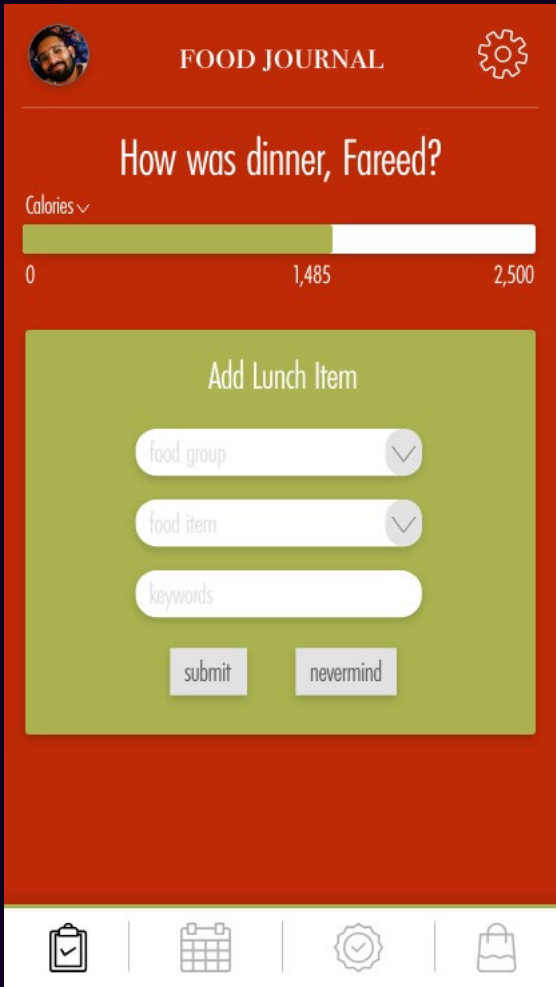 FOOD JOURNAL
How was dinner, Fareed?
Calories
0 1,485 2,500
Add Lunch Item
food group
food item
keywords
submit nevermind